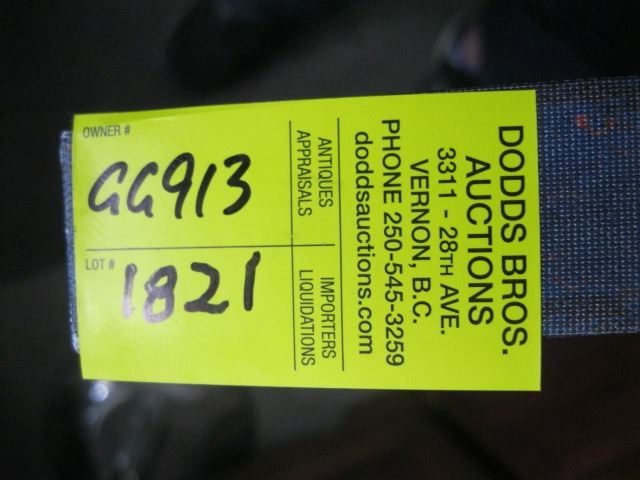 DODDS BROS.
AUCTIONS
3311 - 28TH AVE.
VERNON, B.C.
PHONE 250-545-3259
doddsauctions.com
ANTIQUES
APPRAISALS
IMPORTERS
LIQUIDATIONS
OWNER #
GG913
LOT #
1821